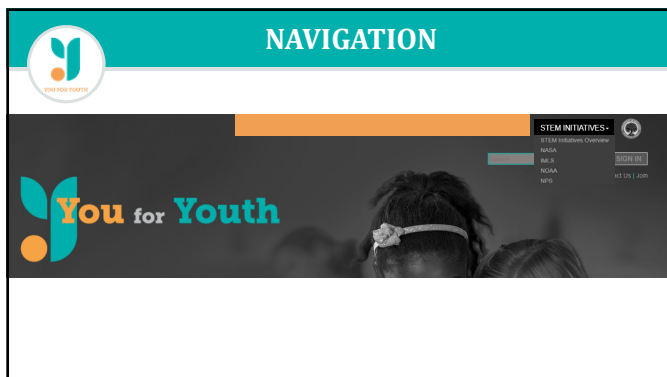 NAVIGATION
YOU FOR YOUTH
STEM INITIATIVES
STEM Initiatives Overview
NASA
IMLS
SIGN IN
NOAA
ct Us | Join
NPS
You for Youth